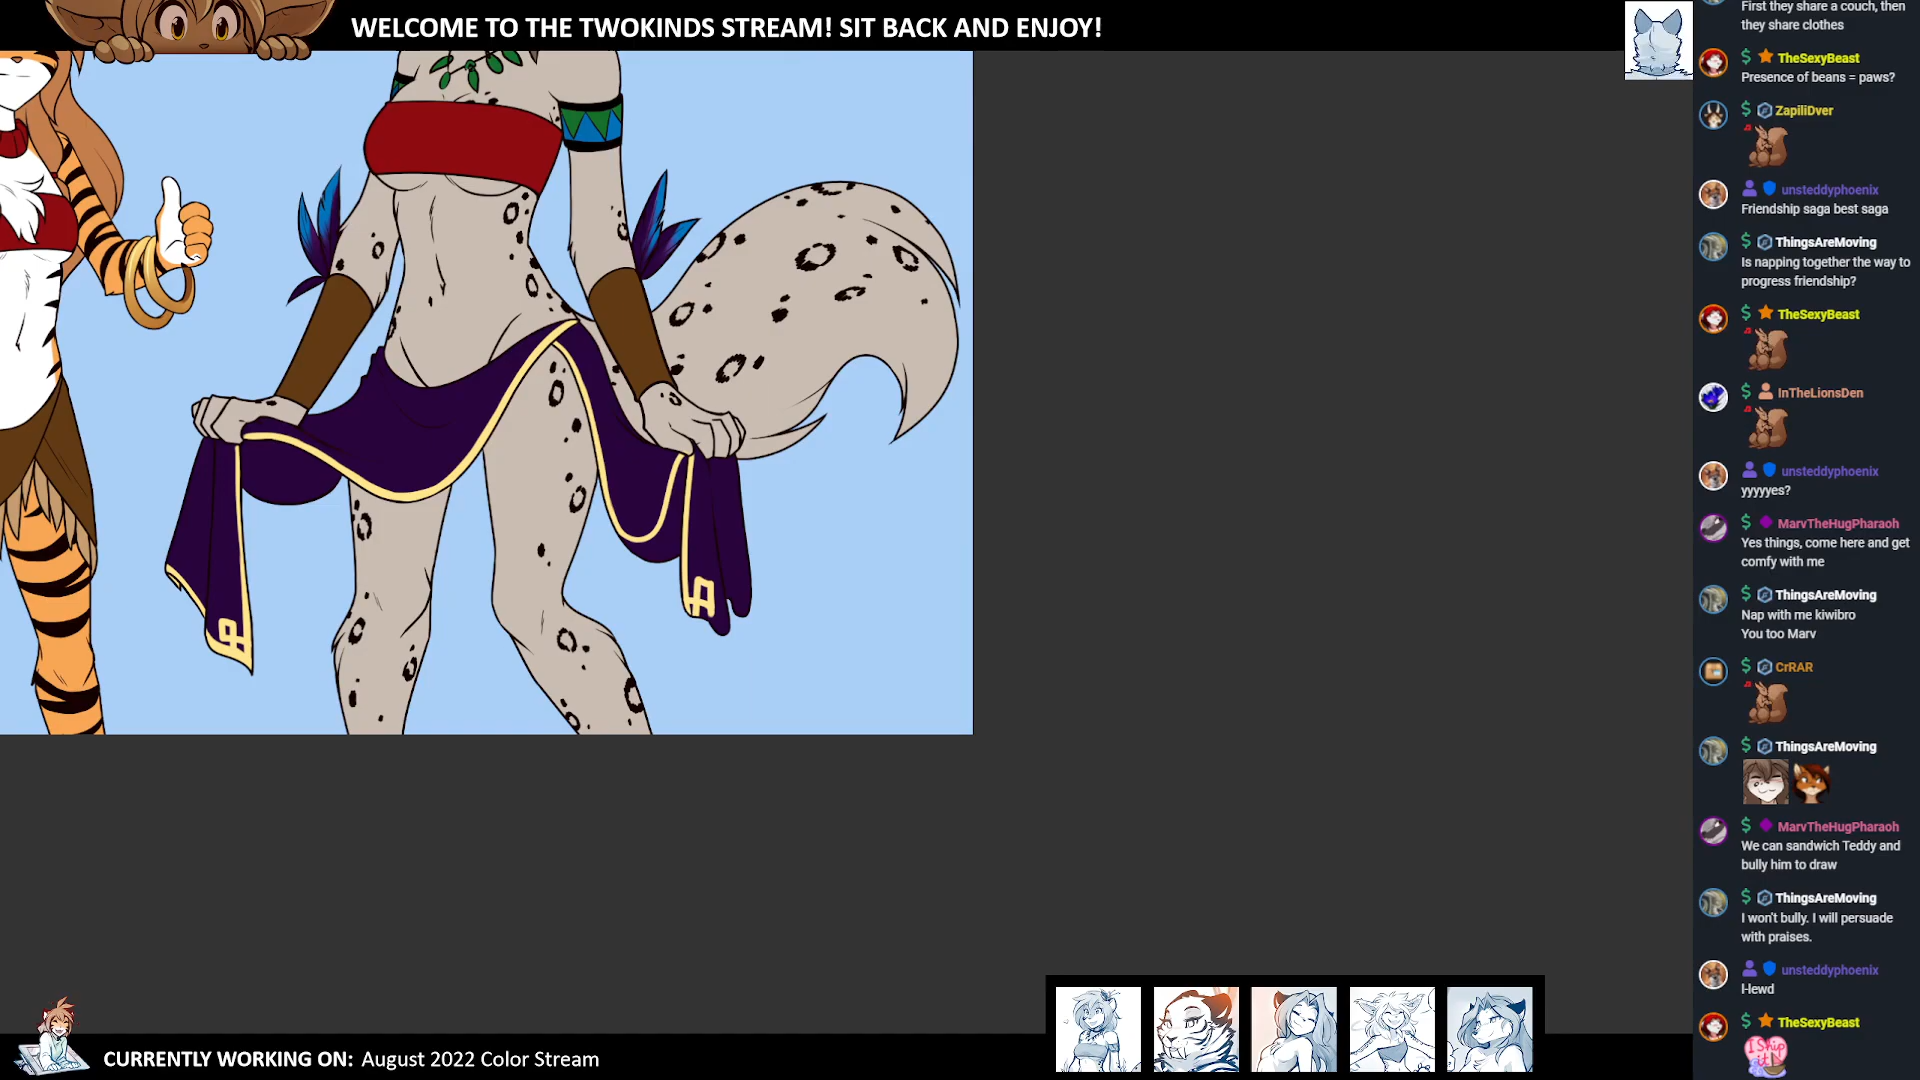 WELCOME TO THE TWOKINDS STREAM! SIT BACK AND ENJOY!
First they share a couch, then
they share clothes
TheSexyBeast
Presence of beans = paws?
ZapiliDver
unsteddyphoenix
Friendship saga best saga
ThingsAreMoving
Is napping together the way to
progress friendship?
TheSexyBeast
InTheLionsDen
unsteddyphoenix
yyyyyes?
MarvTheHugPharaoh
Yes things, come here and get
comfy with me
ThingsAreMoving
Nap with me kiwibro
You too Marv
CrRAR
ThingsAreMoving
MarvTheHugPharaoh
We can sandwich Teddy and
bully him to draw
ThingsAreMoving
I won't bully. I will persuade
with praises.
unsteddyphoenix
l-lewd
TheSexyBeast
I Ship
it
CURRENTLY WORKING ON: August 2022 Color Stream